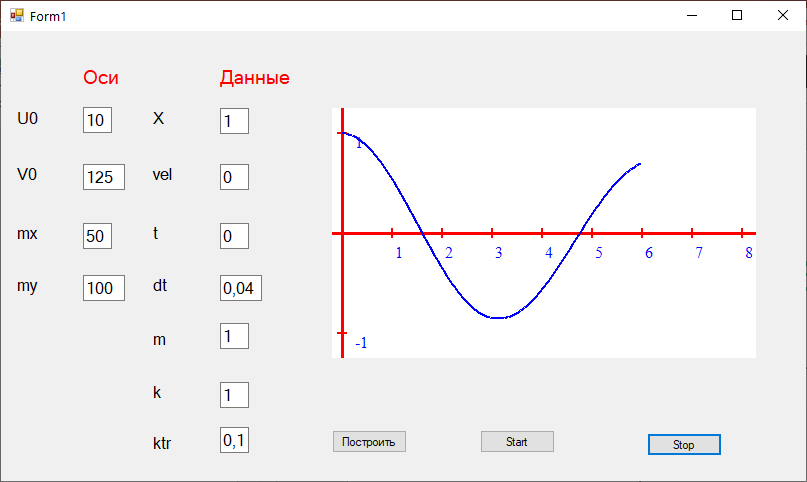 Form1
Оси Данные
U0 10 X 1
V0 125 vel 0
mx 50 t 0
my 100 dt 0,04
m 1
k 1
ktr 0,1
1
1 2 3 4 5 6 7 8
-1
Построить Start Stop